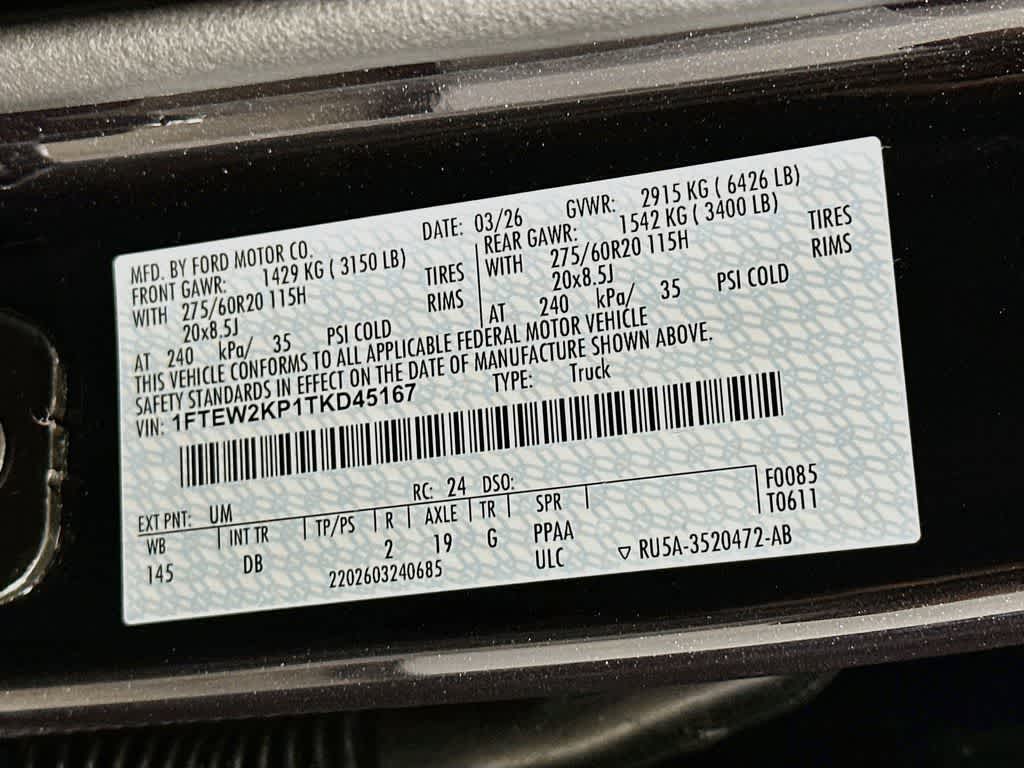 MFD. BY FORD MOTOR CO.
DATE: 03/26 GVWR: 2915 KG ( 6426 LB)
FRONT GAWR: 1429 KG ( 3150 LB)
WITH 275/60R20 115H TIRES
20x8.5J RIMS
AT 240 kPa/ 35 PSI COLD
REAR GAWR: 1542 KG ( 3400 LB)
WITH 275/60R20 115H TIRES
20x8.5J RIMS
AT 240 kPa/ 35 PSI COLD
THIS VEHICLE CONFORMS TO ALL APPLICABLE FEDERAL MOTOR VEHICLE
SAFETY STANDARDS IN EFFECT ON THE DATE OF MANUFACTURE SHOWN ABOVE.
VIN: 1FTEW2KP1TKD45167 TYPE: Truck
EXT PNT: UM RC: 24 DSO: F0085
WB INT TR TP/PS R AXLE TR SPR T0611
145 DB 2 19 G PPAA
2202603240685 ULC ▽ RU5A-3520472-AB